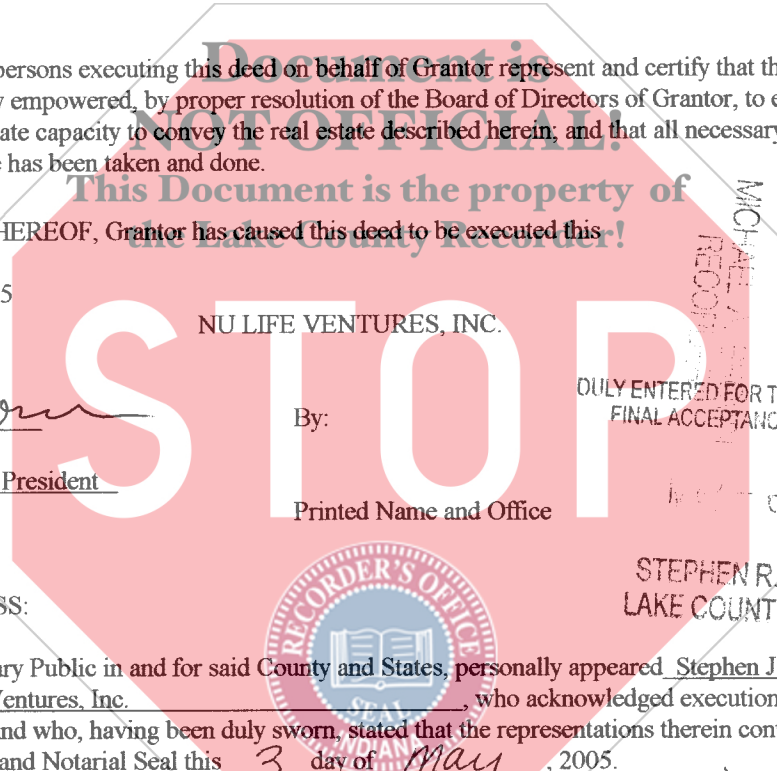 Document is
persons executing this deed on behalf of Grantor represent and certify that th
y empowered, by proper resolution of the Board of Directors of Grantor, to e
ate capacity to convey the real estate described herein; and that all necessary
NOT OFFICIAL!
e has been taken and done.
This Document is the property of
HEREOF, Grantor has caused this deed to be executed this
the Lake County Recorder!
MICHAEL A.
RECOR
5
NU LIFE VENTURES, INC.
STOP
DULY ENTERED FOR T
By:
FINAL ACCEPTANC
President
Printed Name and Office
STEPHEN R.
LAKE COUNT
SS:
RECORDER'S OFFICE
SEAL
INDIANA
ary Public in and for said County and States, personally appeared Stephen J
Ventures, Inc. , who acknowledged execution
and who, having been duly sworn, stated that the representations therein con
and Notarial Seal this 3 day of May , 2005.